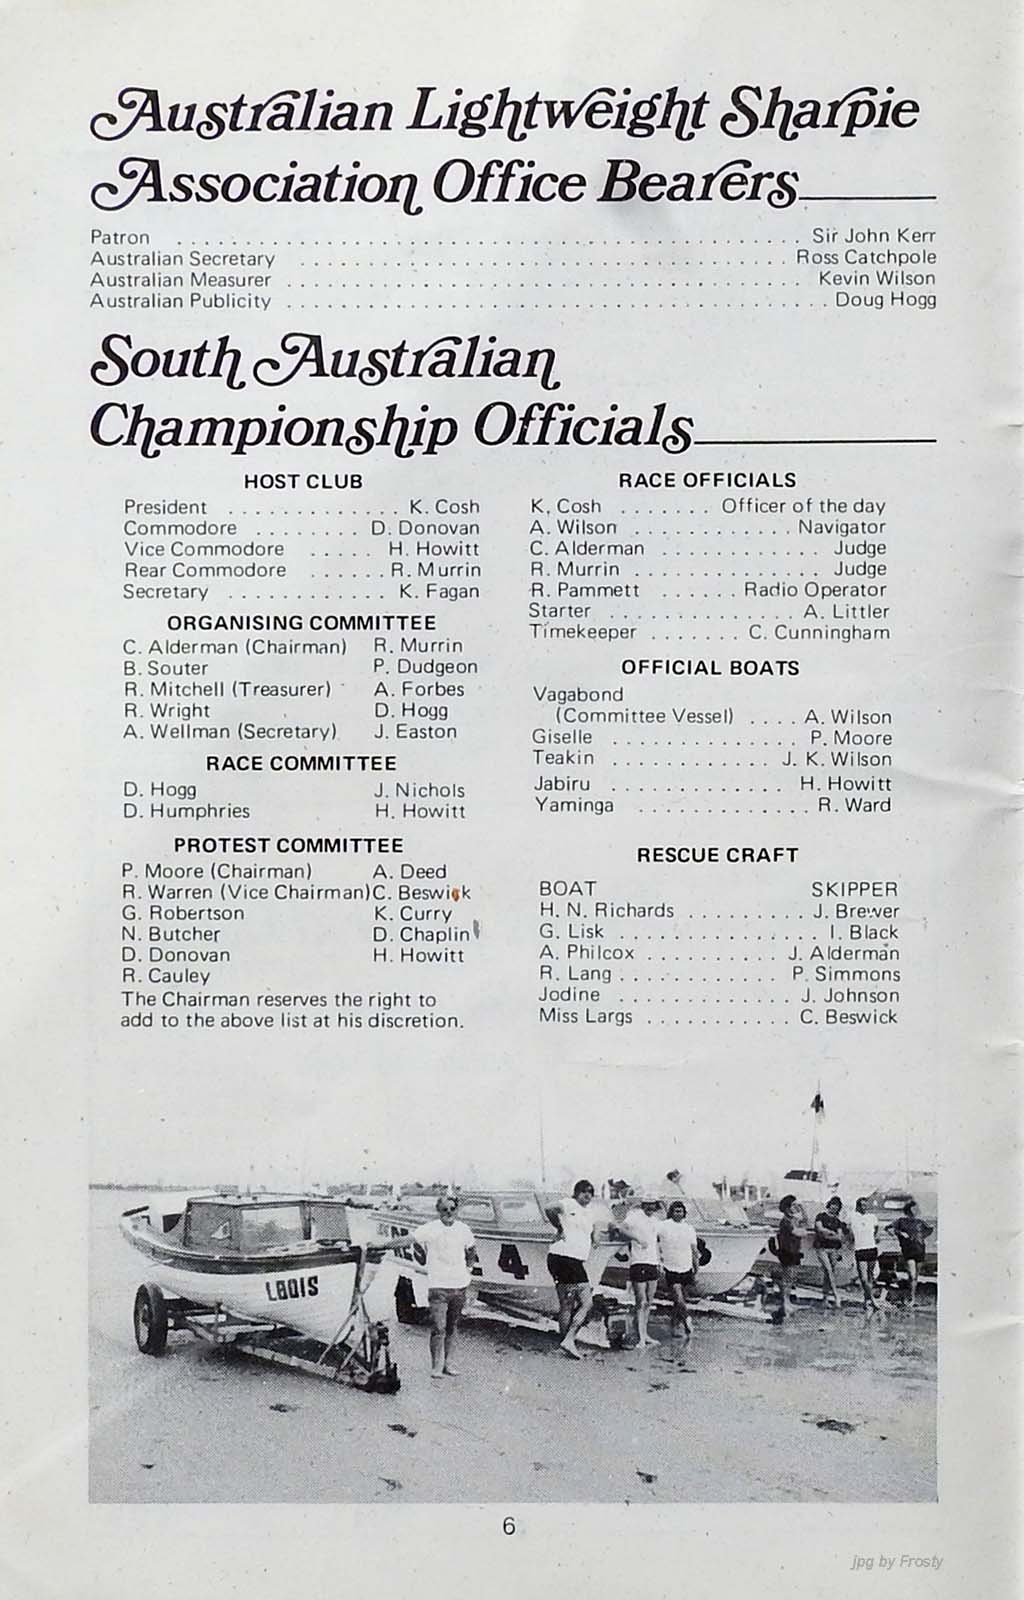 Australian Lightweight Sharpie
Association Office Bearers
Patron . . . . . . . . . . . . . . . . . . . . Sir John Kerr
Australian Secretary . . . . . . . . . . . . . . . . . . . . Ross Catchpole
Australian Measurer . . . . . . . . . . . . . . . . . . . . Kevin Wilson
Australian Publicity . . . . . . . . . . . . . . . . . . . . Doug Hogg
South Australian
Championship Officials
HOST CLUB
President . . . . . . . . . . . . . K. Cosh
Commodore . . . . . . . . D. Donovan
Vice Commodore . . . . . H. Howitt
Rear Commodore . . . . . . R. Murrin
Secretary . . . . . . . . . . . . K. Fagan
ORGANISING COMMITTEE
C. Alderman (Chairman) R. Murrin
B. Souter P. Dudgeon
R. Mitchell (Treasurer) A. Forbes
R. Wright D. Hogg
A. Wellman (Secretary) J. Easton
RACE COMMITTEE
D. Hogg J. Nichols
D. Humphries H. Howitt
PROTEST COMMITTEE
P. Moore (Chairman) A. Deed
R. Warren (Vice Chairman) C. Beswick
G. Robertson K. Curry
N. Butcher D. Chaplin
D. Donovan H. Howitt
R. Cauley
The Chairman reserves the right to
add to the above list at his discretion.
RACE OFFICIALS
K. Cosh . . . . . . . Officer of the day
A. Wilson . . . . . . . . . . . . Navigator
C. Alderman . . . . . . . . . . . . Judge
R. Murrin . . . . . . . . . . . . . . . Judge
R. Pammett . . . . . . Radio Operator
Starter . . . . . . . . . . . . . . . A. Littler
Timekeeper . . . . . . . C. Cunningham
OFFICIAL BOATS
Vagabond
(Committee Vessel) . . . . A. Wilson
Giselle . . . . . . . . . . . . . . . P. Moore
Teakin . . . . . . . . . . . . J. K. Wilson
Jabiru . . . . . . . . . . . . . H. Howitt
Yaminga . . . . . . . . . . . . . R. Ward
RESCUE CRAFT
BOAT SKIPPER
H. N. Richards . . . . . . . . . J. Brewer
G. Lisk . . . . . . . . . . . . . . . I. Black
A. Philcox . . . . . . . . . . J. Alderman
R. Lang . . . . . . . . . . . . P. Simmons
Jodine . . . . . . . . . . . . . J. Johnson
Miss Largs . . . . . . . . . . . C. Beswick
4
6
jpg by Frosty